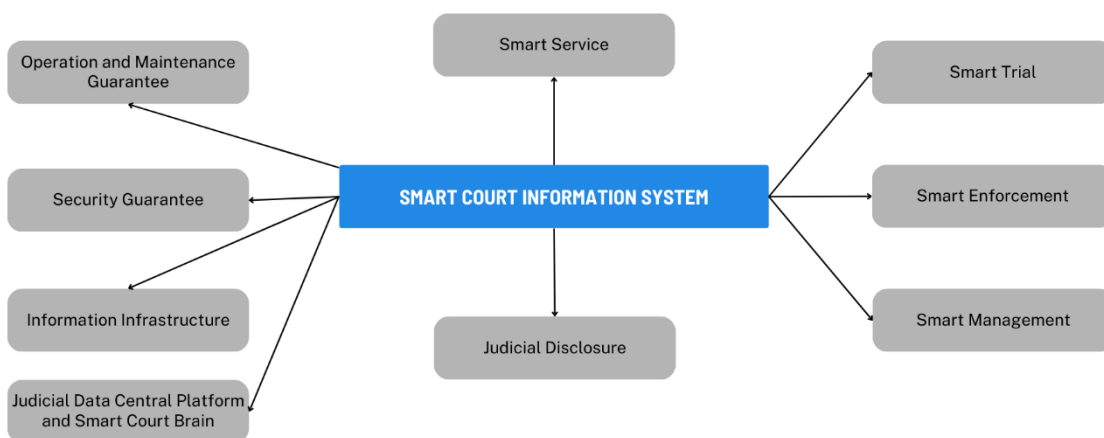 Smart Service
Operation and Maintenance
Guarantee
Smart Trial
SMART COURT INFORMATION SYSTEM
Security Guarantee
Smart Enforcement
Information Infrastructure
Smart Management
Judicial Disclosure
Judicial Data Central Platform
and Smart Court Brain